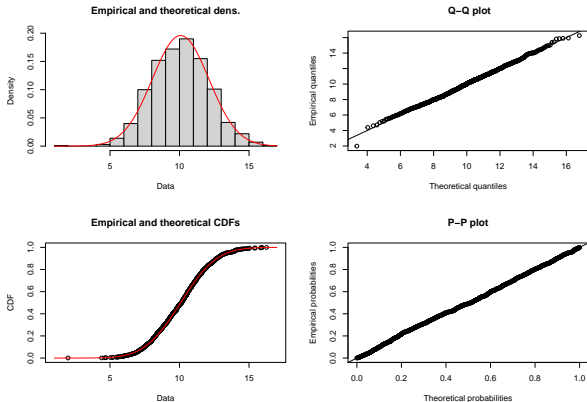 Empirical and theoretical dens.
Density
0.00 0.05 0.10 0.15 0.20
5 10 15
Data
Q−Q plot
Empirical quantiles
2 4 6 8 10 14
4 6 8 10 12 14 16
Theoretical quantiles
Empirical and theoretical CDFs
CDF
0.0 0.2 0.4 0.6 0.8 1.0
5 10 15
Data
P−P plot
Empirical probabilities
0.0 0.2 0.4 0.6 0.8 1.0
0.0 0.2 0.4 0.6 0.8 1.0
Theoretical probabilities